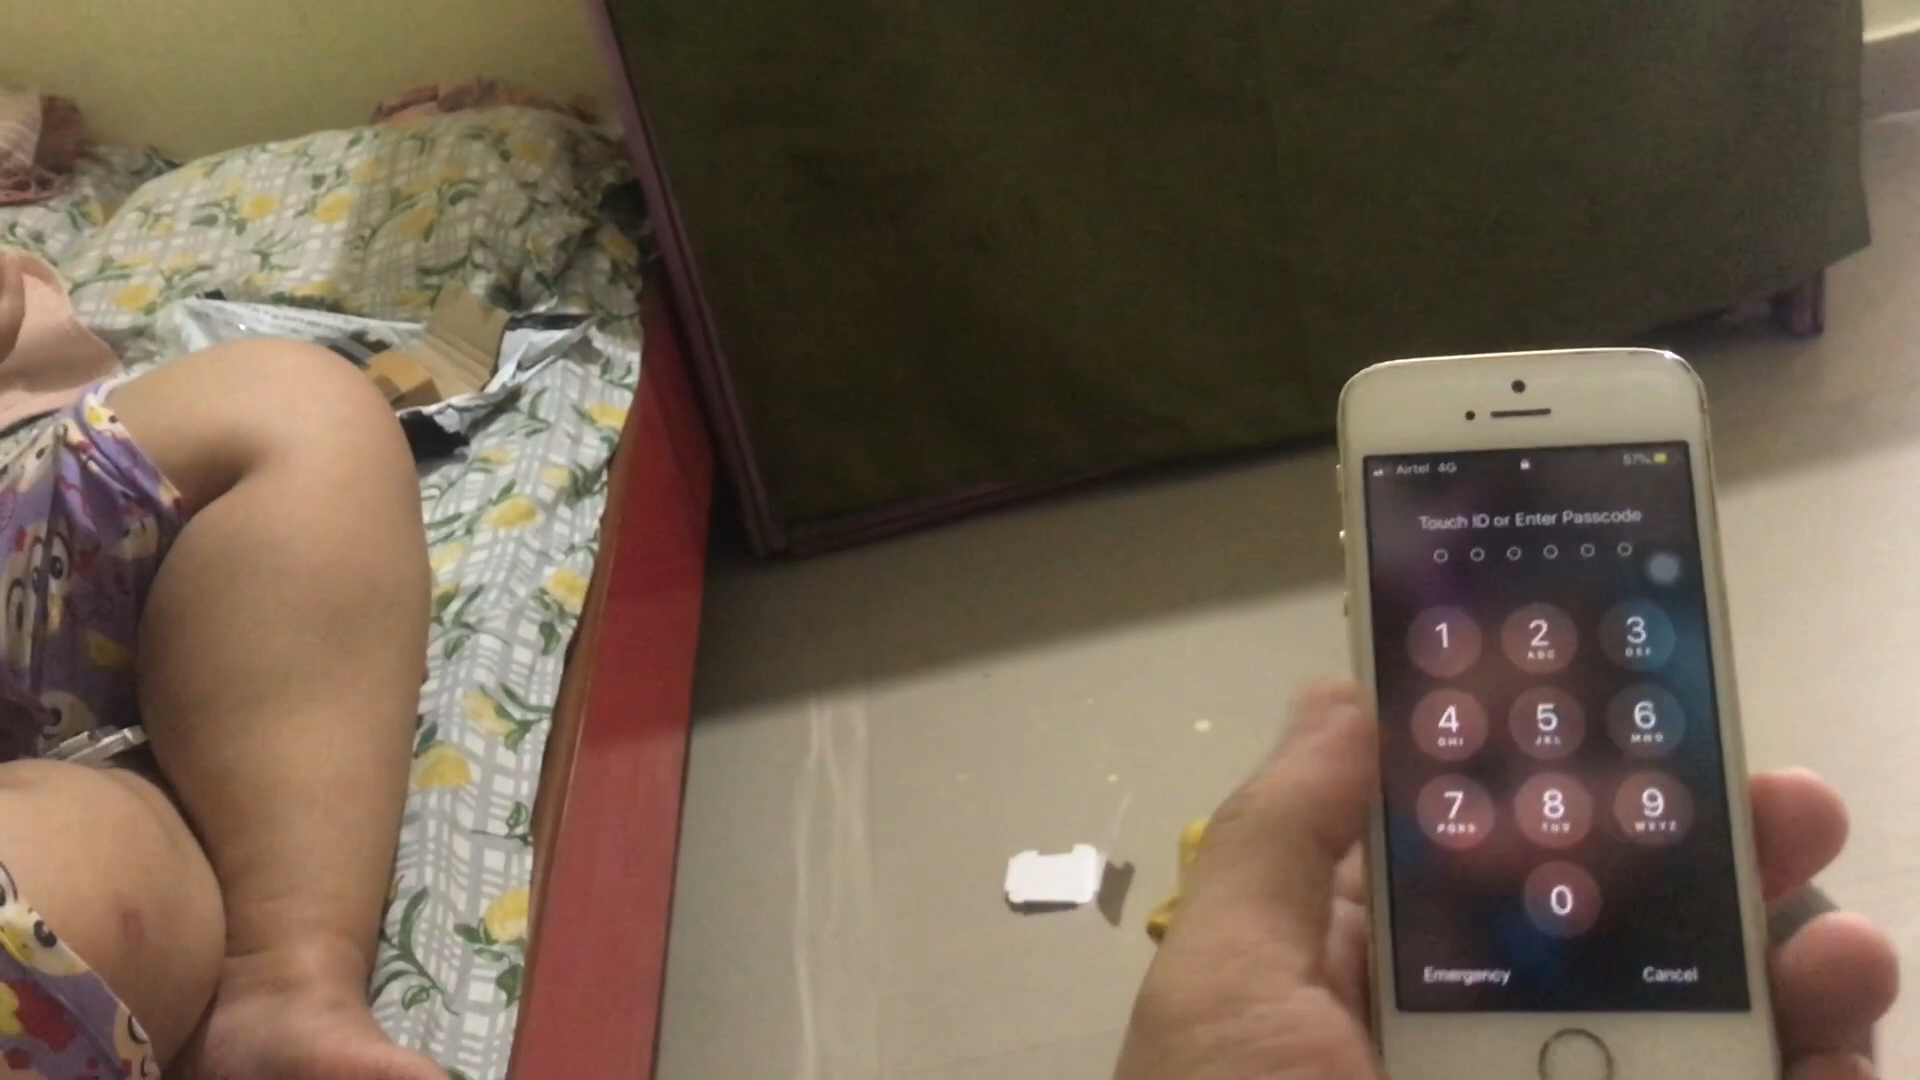 Airtel 4G 57%
Touch ID or Enter Passcode
1 2 3
ABC DEF
4 5 6
GHI JKL MNO
7 8 9
PQRS TUV WXYZ
0
Emergency Cancel